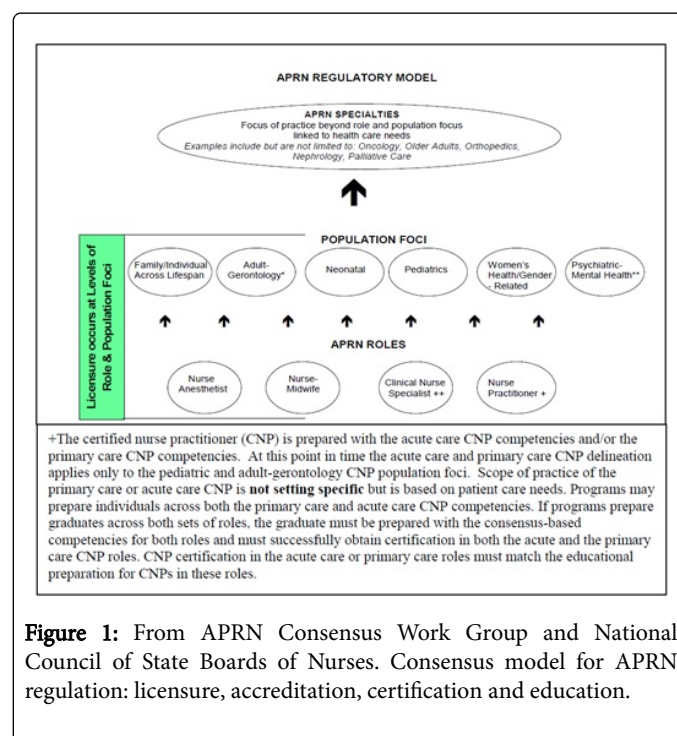 APRN REGULATORY MODEL
APRN SPECIALTIES
Focus of practice beyond role and population focus
linked to health care needs
Examples include but are not limited to: Oncology, Older Adults, Orthopedics,
Nephrology, Palliative Care
Licensure occurs at Levels of
Role & Population Foci
POPULATION FOCI
Family/Individual
Across Lifespan
Adult-
Gerontology*
Neonatal
Pediatrics
Women's
Health/Gender
- Related
Psychiatric-
Mental Health**
APRN ROLES
Nurse
Anesthetist
Nurse-
Midwife
Clinical Nurse
Specialist ++
Nurse
Practitioner +
+The certified nurse practitioner (CNP) is prepared with the acute care CNP competencies and/or the
primary care CNP competencies. At this point in time the acute care and primary care CNP delineation
applies only to the pediatric and adult-gerontology CNP population foci. Scope of practice of the
primary care or acute care CNP is not setting specific but is based on patient care needs. Programs may
prepare individuals across both the primary care and acute care CNP competencies. If programs prepare
graduates across both sets of roles, the graduate must be prepared with the consensus-based
competencies for both roles and must successfully obtain certification in both the acute and the primary
care CNP roles. CNP certification in the acute care or primary care roles must match the educational
preparation for CNPs in these roles.
Figure 1: From APRN Consensus Work Group and National
Council of State Boards of Nurses. Consensus model for APRN
regulation: licensure, accreditation, certification and education.